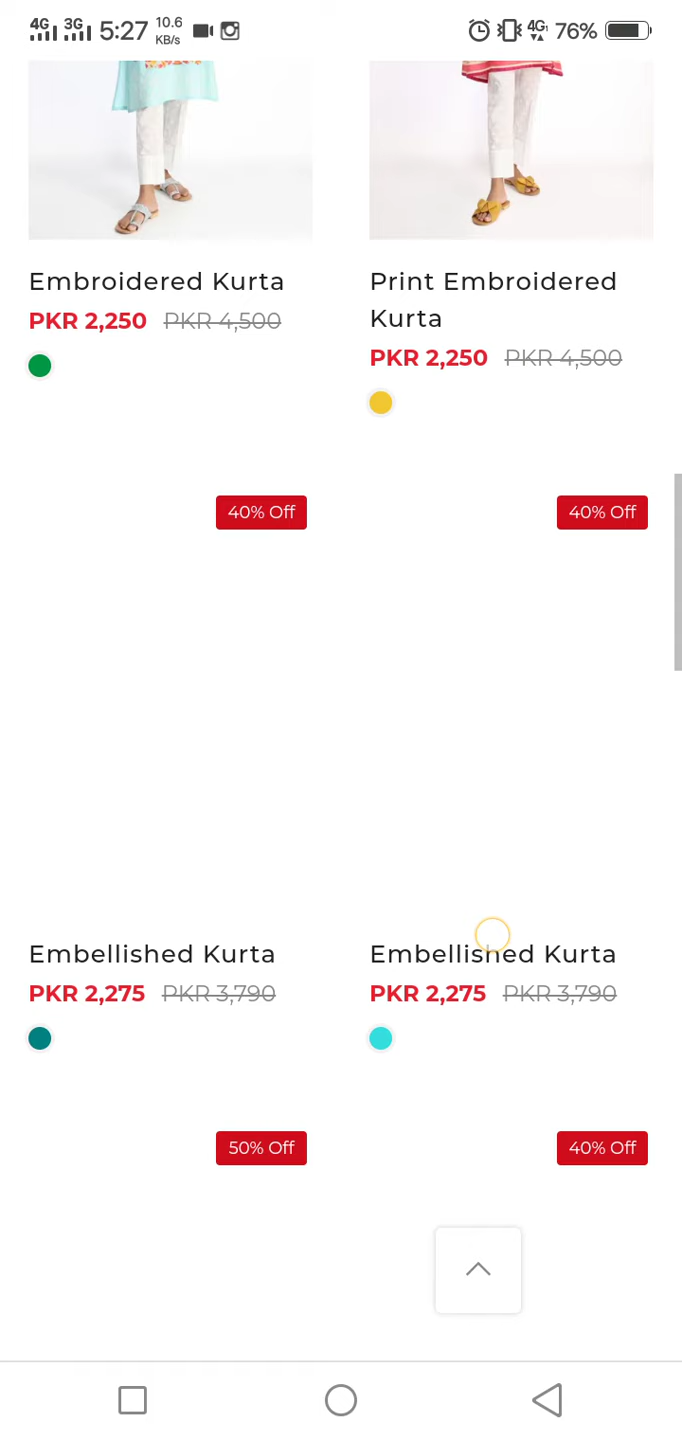 4G 3G 5:27 10.6 KB/s 4G 76%
Embroidered Kurta
PKR 2,250 PKR 4,500
Print Embroidered
Kurta
PKR 2,250 PKR 4,500
40% Off
40% Off
Embellished Kurta
PKR 2,275 PKR 3,790
Embellished Kurta
PKR 2,275 PKR 3,790
50% Off
40% Off